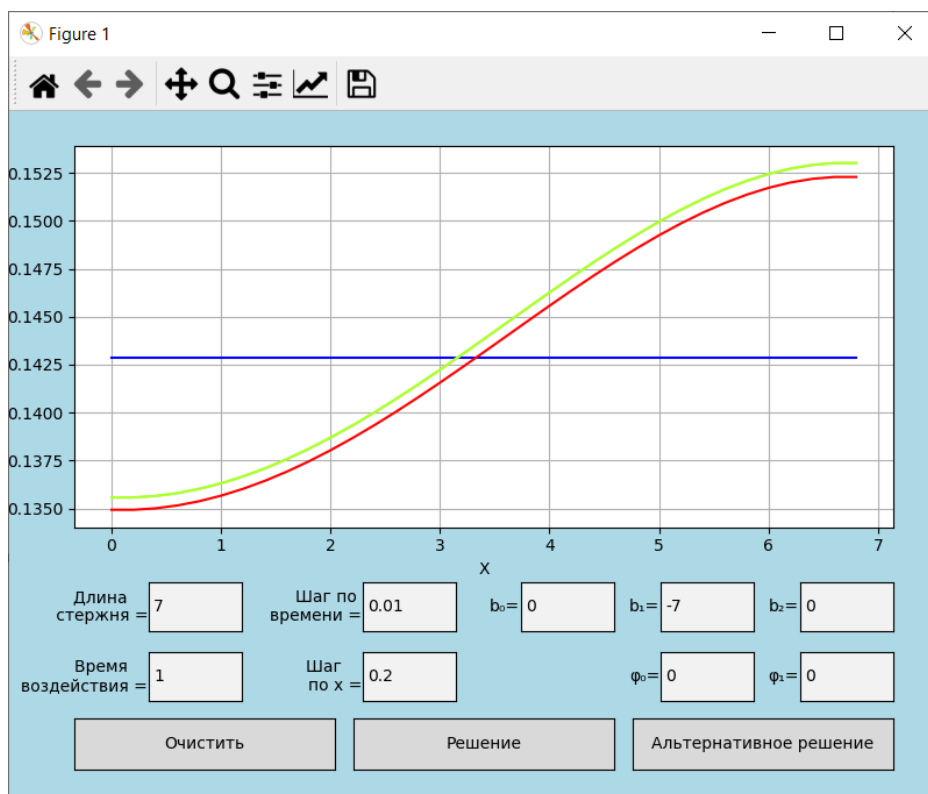 Figure 1
0.1525
0.1500
0.1475
0.1450
0.1425
0.1400
0.1375
0.1350
0 1 2 3 4 5 6 7
X
Длина
стержня = 7
Шаг по
времени = 0.01
b₀= 0
b₁= -7
b₂= 0
Время
воздействия = 1
Шаг
по x = 0.2
φ₀= 0
φ₁= 0
Очистить
Решение
Альтернативное решение